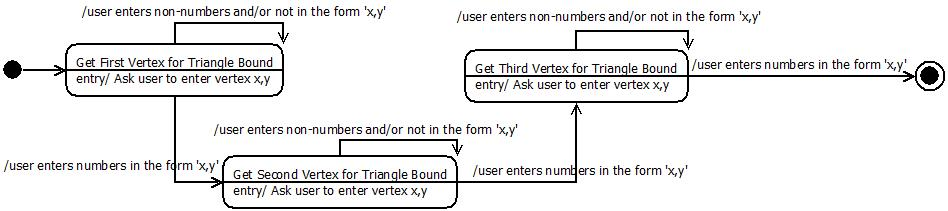 /user enters non-numbers and/or not in the form 'x,y'
Get First Vertex for Triangle Bound
entry/ Ask user to enter vertex x,y
/user enters numbers in the form 'x,y'
/user enters non-numbers and/or not in the form 'x,y'
Get Second Vertex for Triangle Bound
entry/ Ask user to enter vertex x,y
/user enters numbers in the form 'x,y'
/user enters non-numbers and/or not in the form 'x,y'
Get Third Vertex for Triangle Bound
entry/ Ask user to enter vertex x,y
/user enters numbers in the form 'x,y'